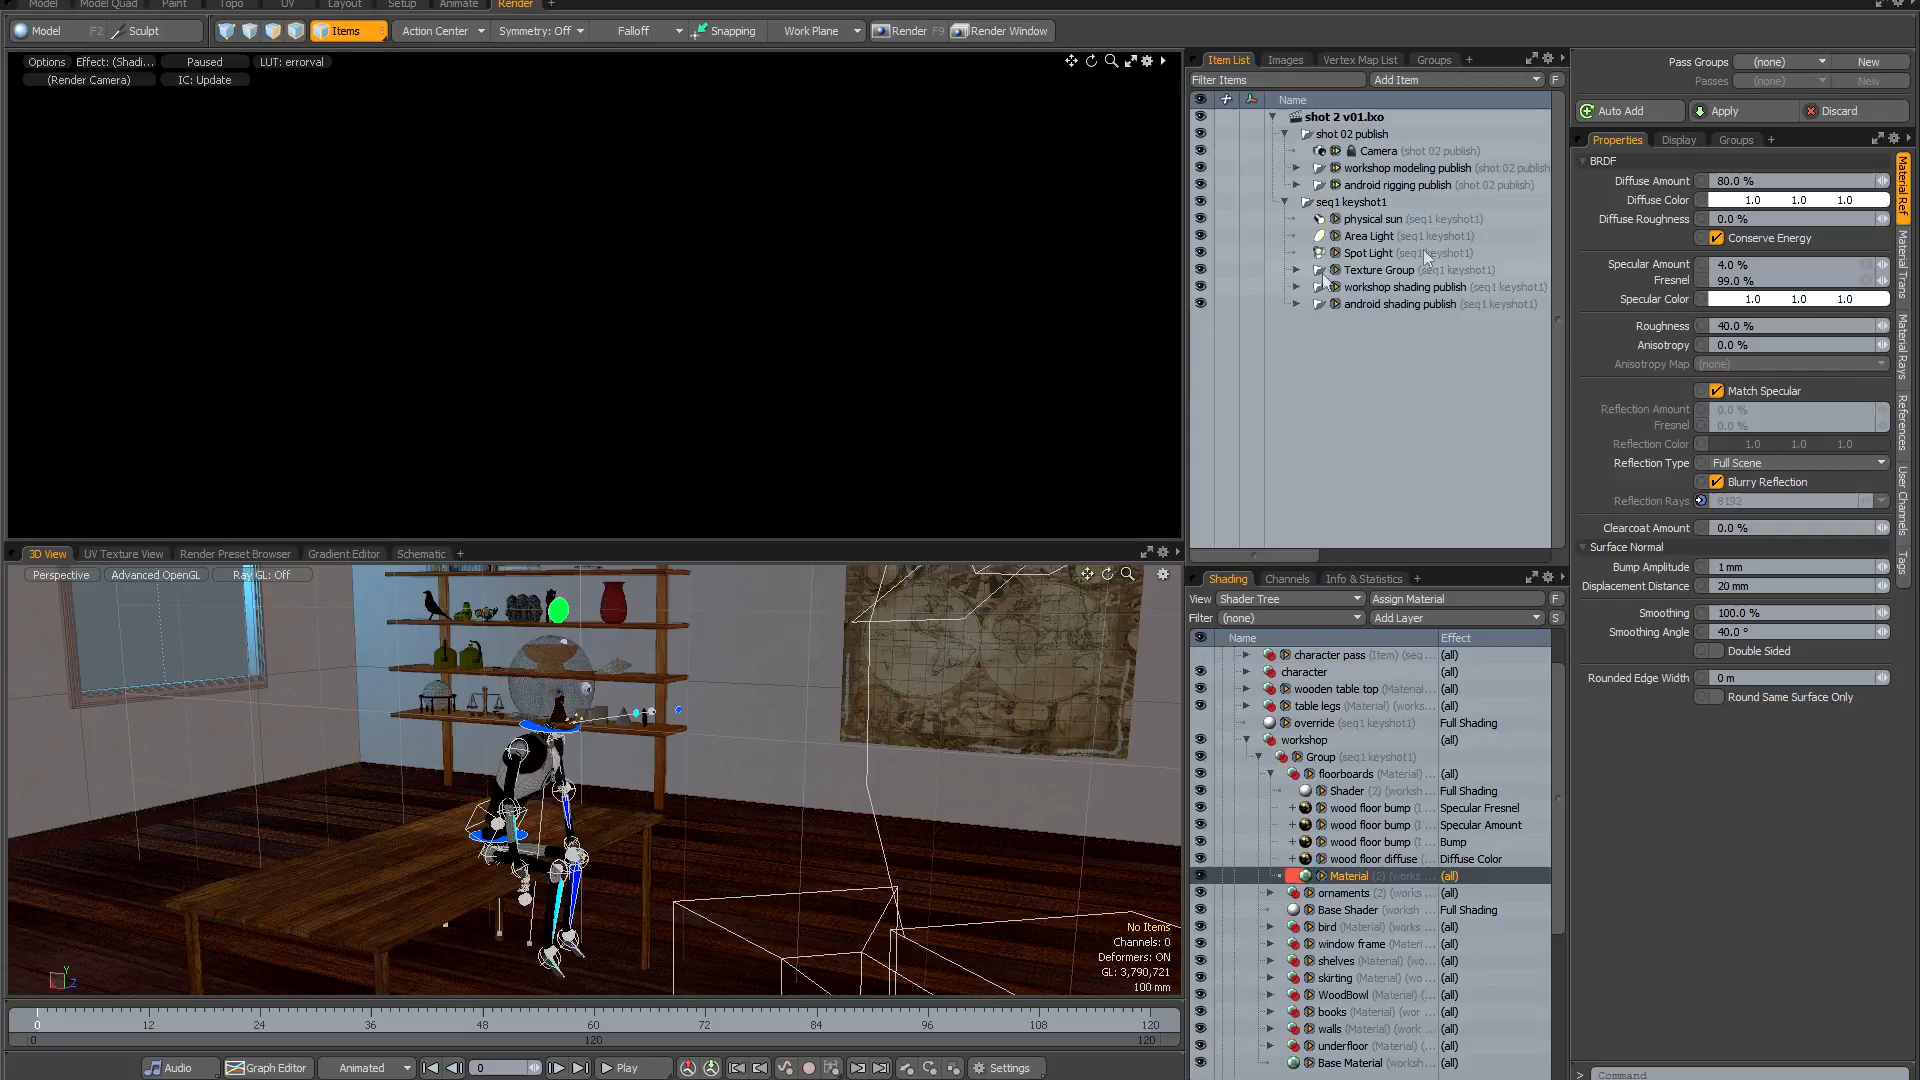 Model Model Quad Paint Topo UV Layout Setup Animate Render +
Model F2 Sculpt Items 5 Action Center Symmetry: Off Falloff Snapping Work Plane Render F9 Render Window
Options Effect: (Shadi... Paused LUT: errorval
(Render Camera) IC: Update
Item List Images Vertex Map List Groups +
Filter Items Add Item F
Name
shot 2 v01.lxo
shot 02 publish
Camera (shot 02 publish)
workshop modeling publish (shot 02 publish
android rigging publish (shot 02 publish)
seq1 keyshot1
physical sun (seq1 keyshot1)
Area Light (seq1 keyshot1)
Spot Light (seq1 keyshot1)
Texture Group (seq1 keyshot1)
workshop shading publish (seq1 keyshot1)
android shading publish (seq1 keyshot1)
Pass Groups (none) New
Passes (none) New
Auto Add Apply Discard
Properties Display Groups +
BRDF
Diffuse Amount 80.0 %
Diffuse Color 1.0 1.0 1.0
Diffuse Roughness 0.0 %
Conserve Energy
Specular Amount 4.0 %
Fresnel 99.0 %
Specular Color 1.0 1.0 1.0
Roughness 40.0 %
Anisotropy 0.0 %
Anisotropy Map (none)
Match Specular
Reflection Amount 0.0 %
Fresnel 0.0 %
Reflection Color 1.0 1.0 1.0
Reflection Type Full Scene
Blurry Reflection
Reflection Rays 8192
Clearcoat Amount 0.0 %
Surface Normal
Bump Amplitude 1 mm
Displacement Distance 20 mm
Smoothing 100.0 %
Smoothing Angle 40.0 °
Double Sided
Rounded Edge Width 0 m
Round Same Surface Only
Material Ref
Material Trans
Material Rays
References
User Channels
Tags
3D View UV Texture View Render Preset Browser Gradient Editor Schematic +
Perspective Advanced OpenGL Ray GL: Off
No Items
Channels: 0
Deformers: ON
GL: 3,790,721
100 mm
Y
Z
Shading Channels Info & Statistics +
View Shader Tree Assign Material F
Filter (none) Add Layer S
Name Effect
character pass (Item) (seq ... (all)
character (all)
wooden table top (Material... (all)
table legs (Material) (works... (all)
override (seq1 keyshot1) Full Shading
workshop (all)
Group (seq1 keyshot1) (all)
floorboards (Material) ... (all)
Shader (2) (worksh... Full Shading
wood floor bump (I... Specular Fresnel
wood floor bump (I... Specular Amount
wood floor bump (I... Bump
wood floor diffuse (... Diffuse Color
Material (2) (works... (all)
ornaments (2) (works... (all)
Base Shader (worksh... Full Shading
bird (Material) (works... (all)
window frame (Materi... (all)
shelves (Material) (wo... (all)
skirting (Material) (wo... (all)
WoodBowl (Material) (... (all)
books (Material) (wor... (all)
walls (Material) (work... (all)
underfloor (Material) ... (all)
Base Material (worksh... (all)
0 12 24 36 48 60 72 84 96 108 120
0 120 120
Audio Graph Editor Animated 0 Play Settings
> Command